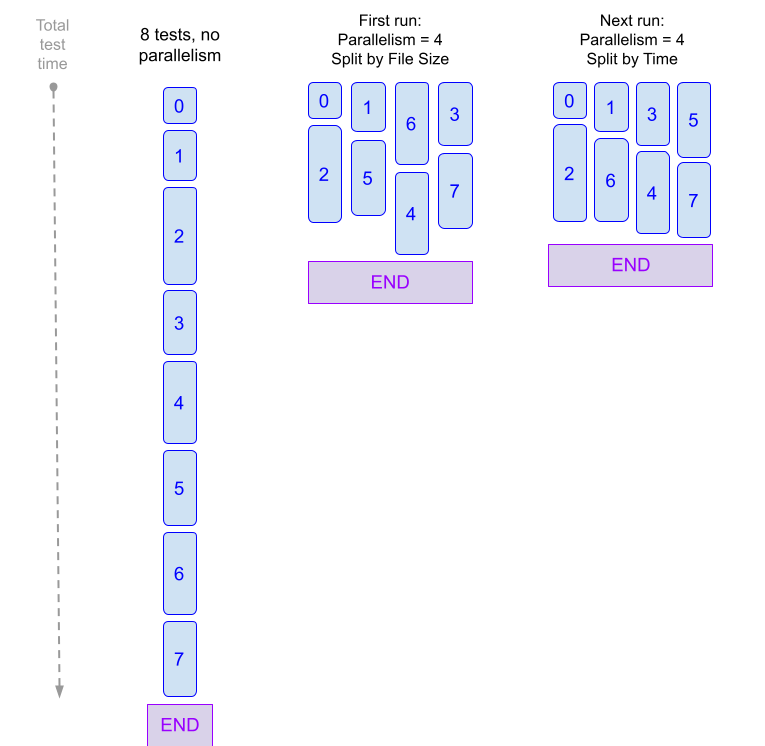 Total
test
time
8 tests, no
parallelism
0
1
2
3
4
5
6
7
END
First run:
Parallelism = 4
Split by File Size
0
1
6
3
2
5
4
7
END
Next run:
Parallelism = 4
Split by Time
0
1
3
5
2
6
4
7
END